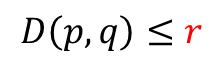 D(p, q) ≤ r